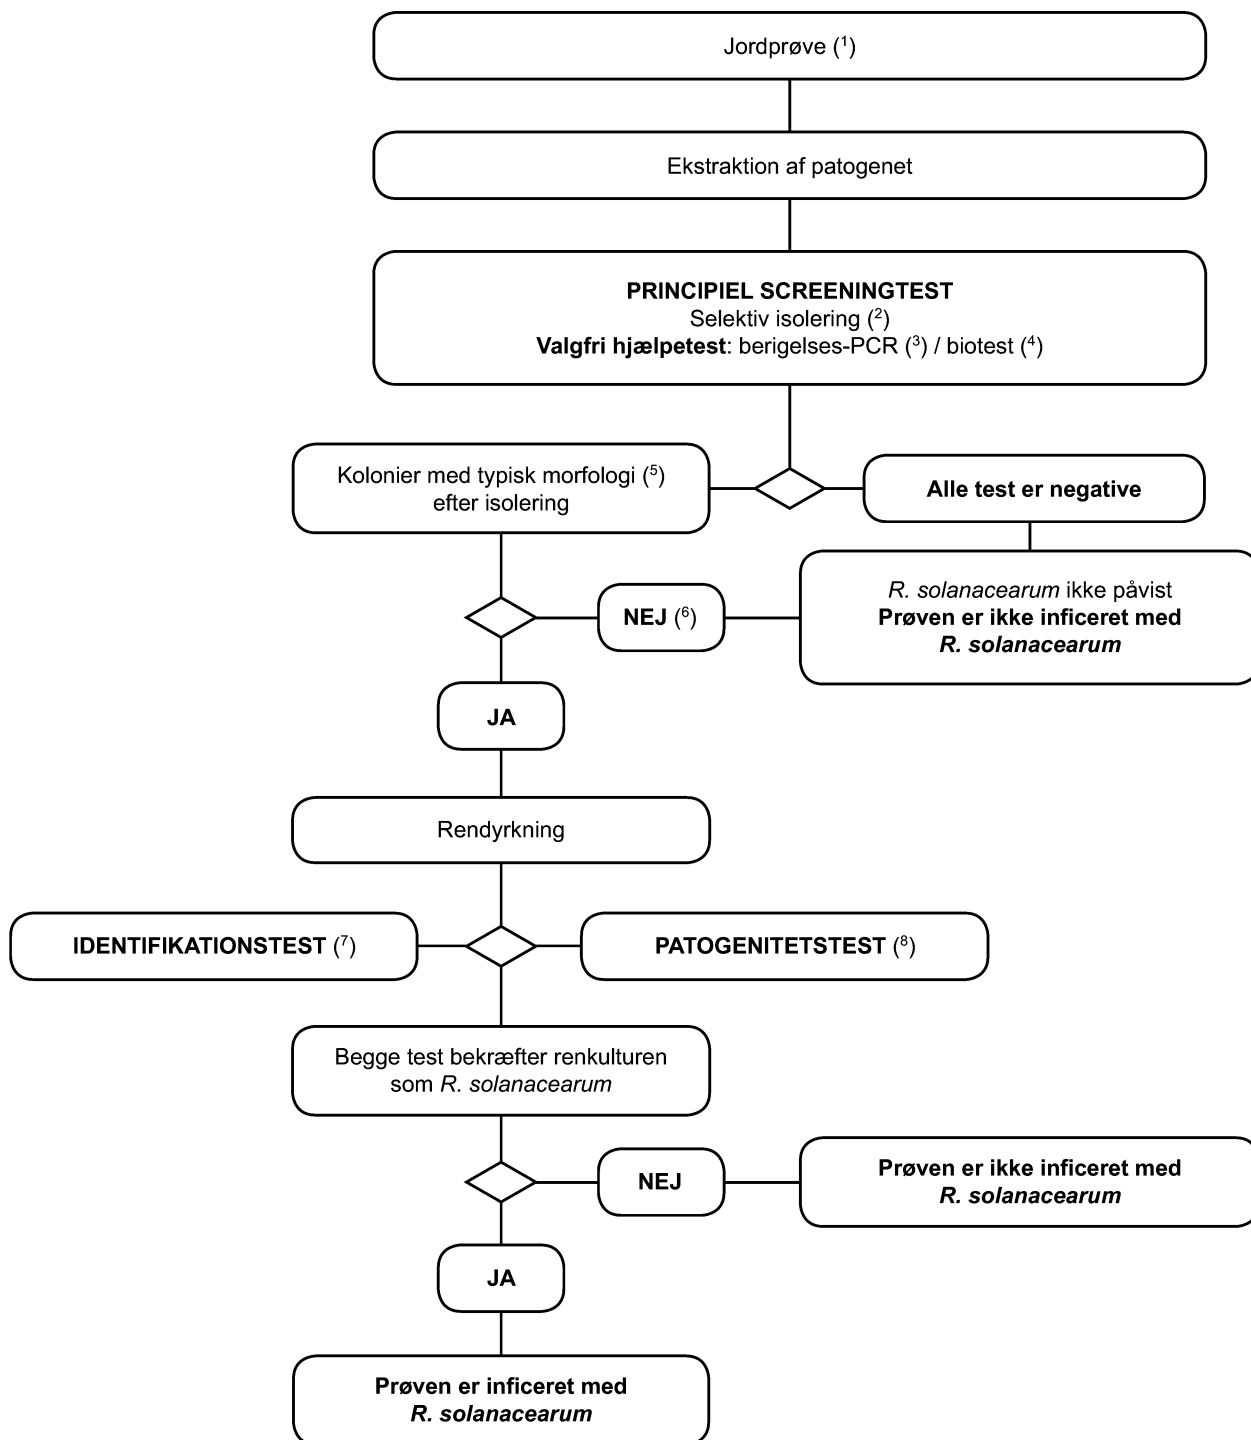 Jordprøve (¹)
Ekstraktion af patogenet
PRINCIPIEL SCREENINGTEST
Selektiv isolering (²)
Valgfri hjælpetest: berigelses-PCR (³) / biotest (⁴)
Kolonier med typisk morfologi (⁵)
efter isolering
Alle test er negative
R. solanacearum ikke påvist
Prøven er ikke inficeret med
R. solanacearum
NEJ (⁶)
JA
Rendyrkning
IDENTIFIKATIONSTEST (⁷)
PATOGENITETSTEST (⁸)
Begge test bekræfter renkulturen
som R. solanacearum
NEJ
Prøven er ikke inficeret med
R. solanacearum
JA
Prøven er inficeret med
R. solanacearum